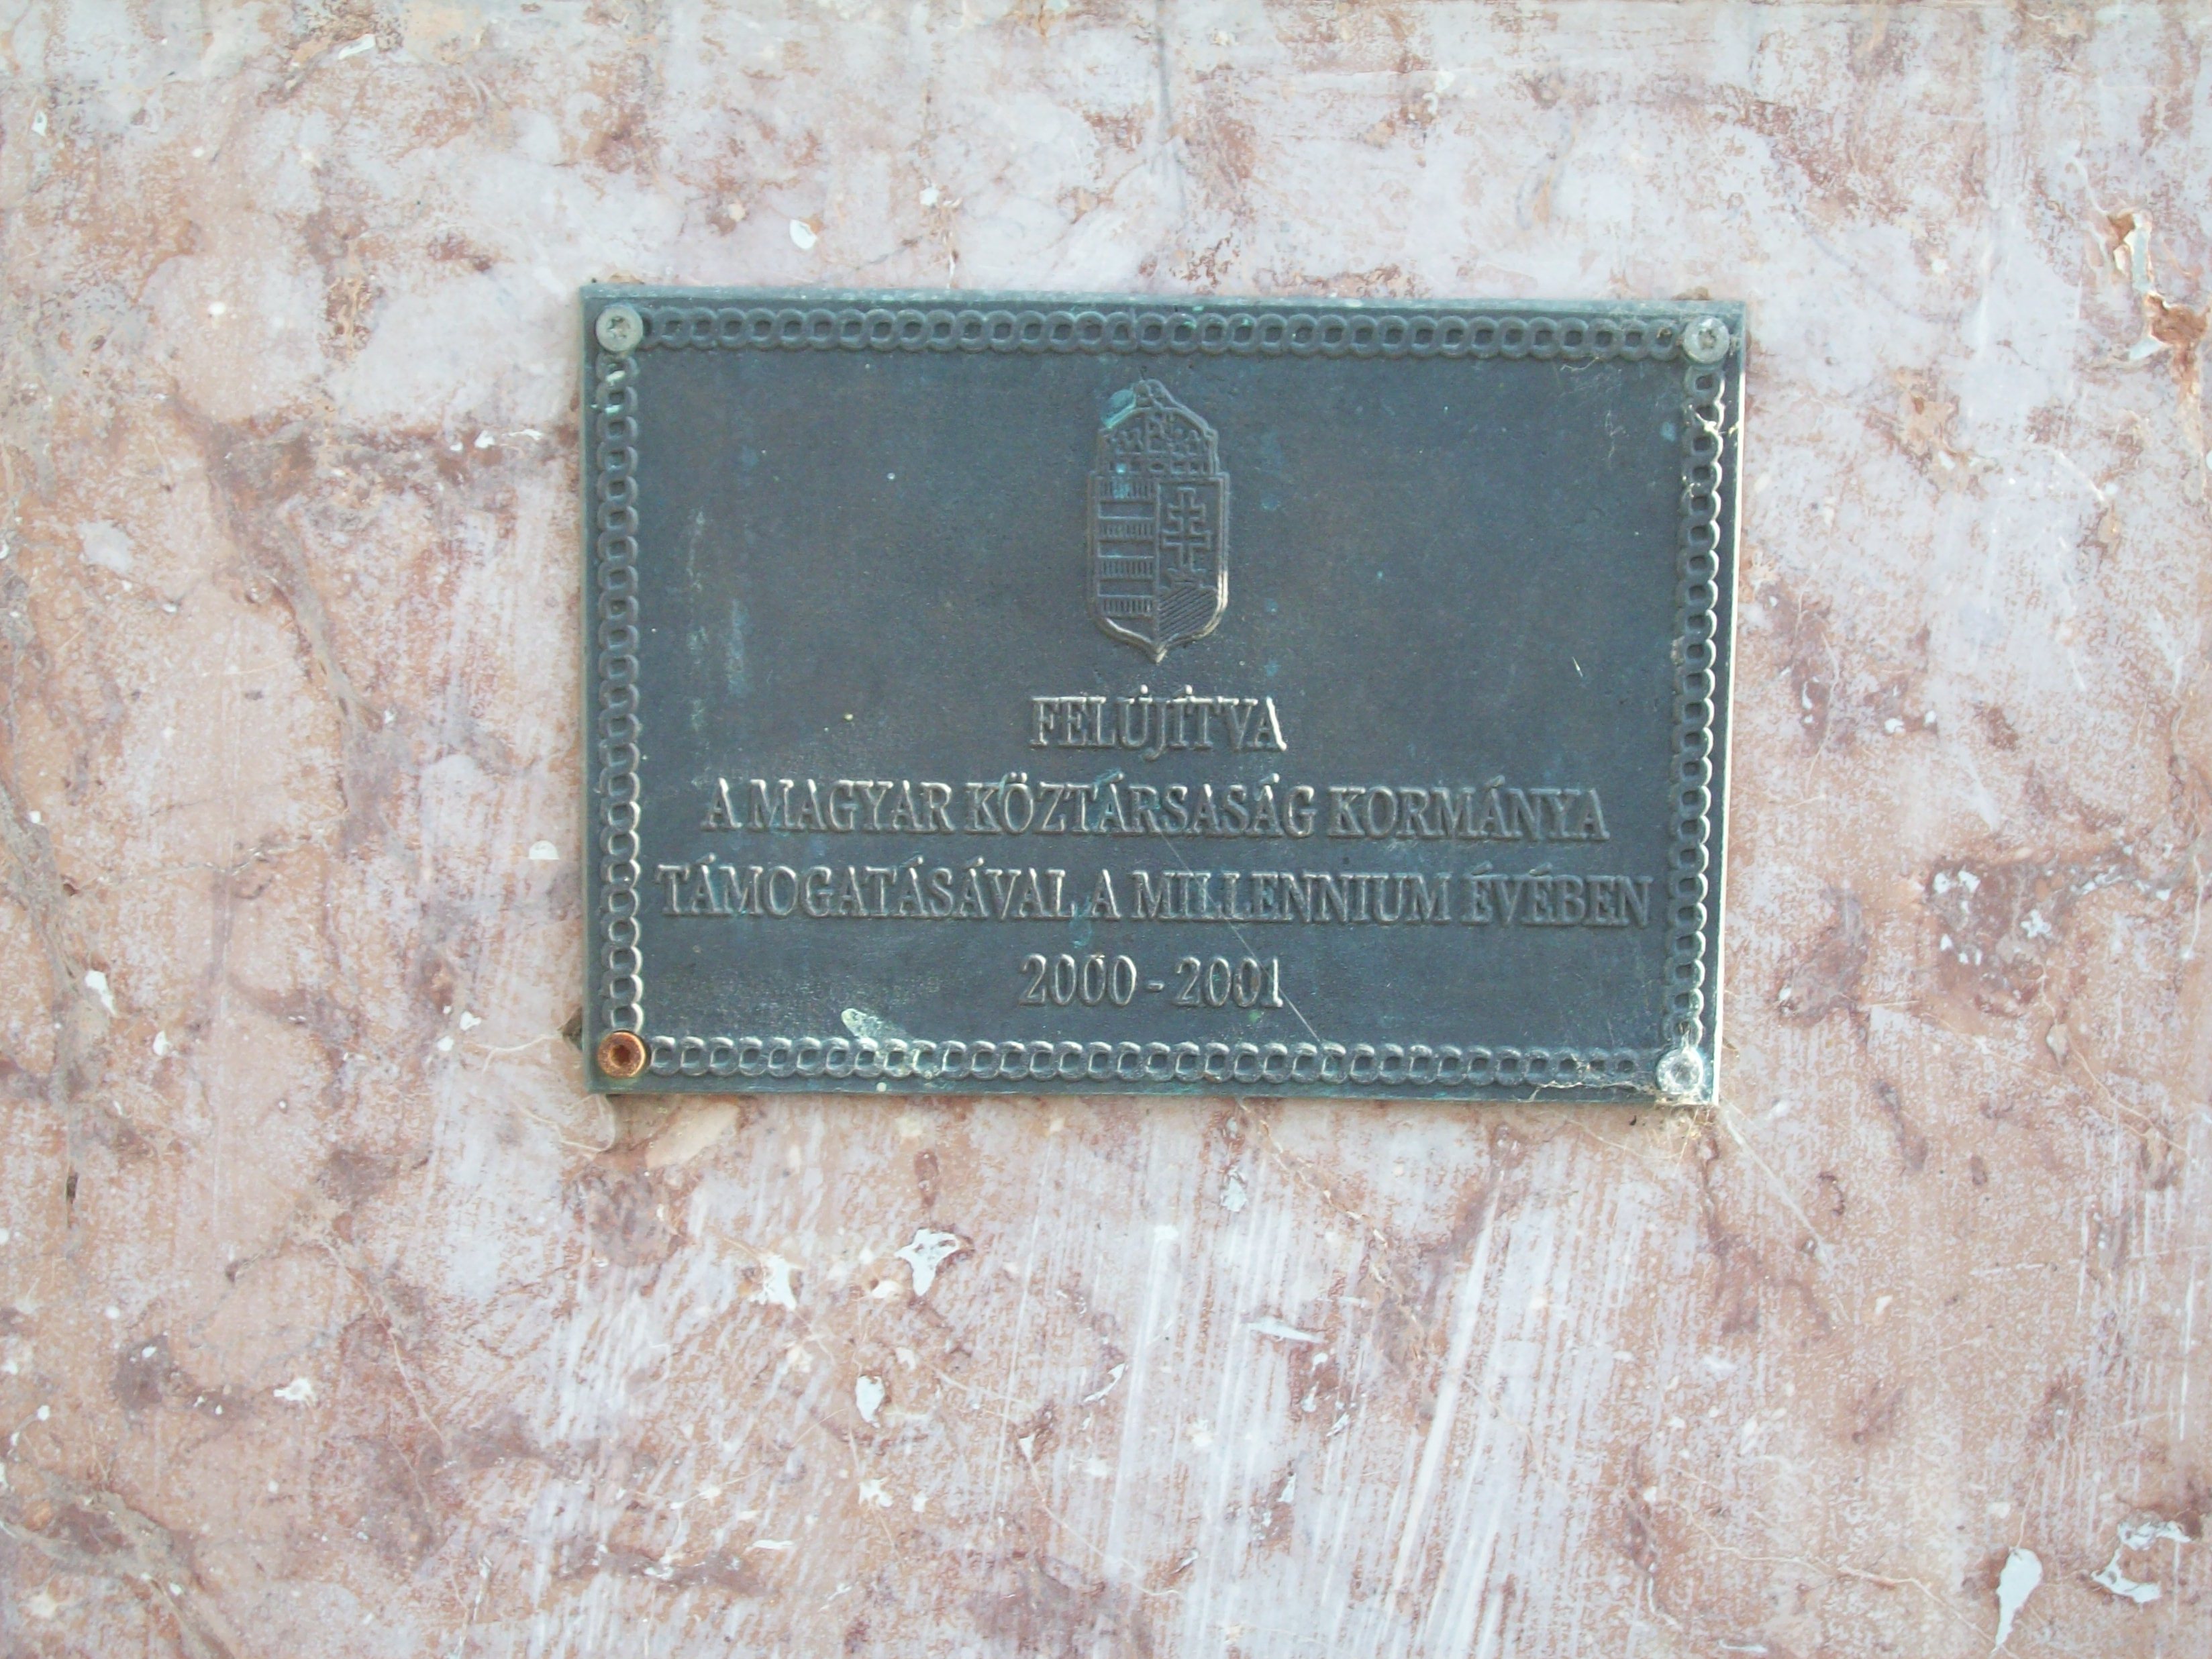 FELÚJÍTVA
A MAGYAR KÖZTÁRSASÁG KORMÁNYA
TÁMOGATÁSÁVAL A MILLENNIUM ÉVÉBEN
2000 - 2001